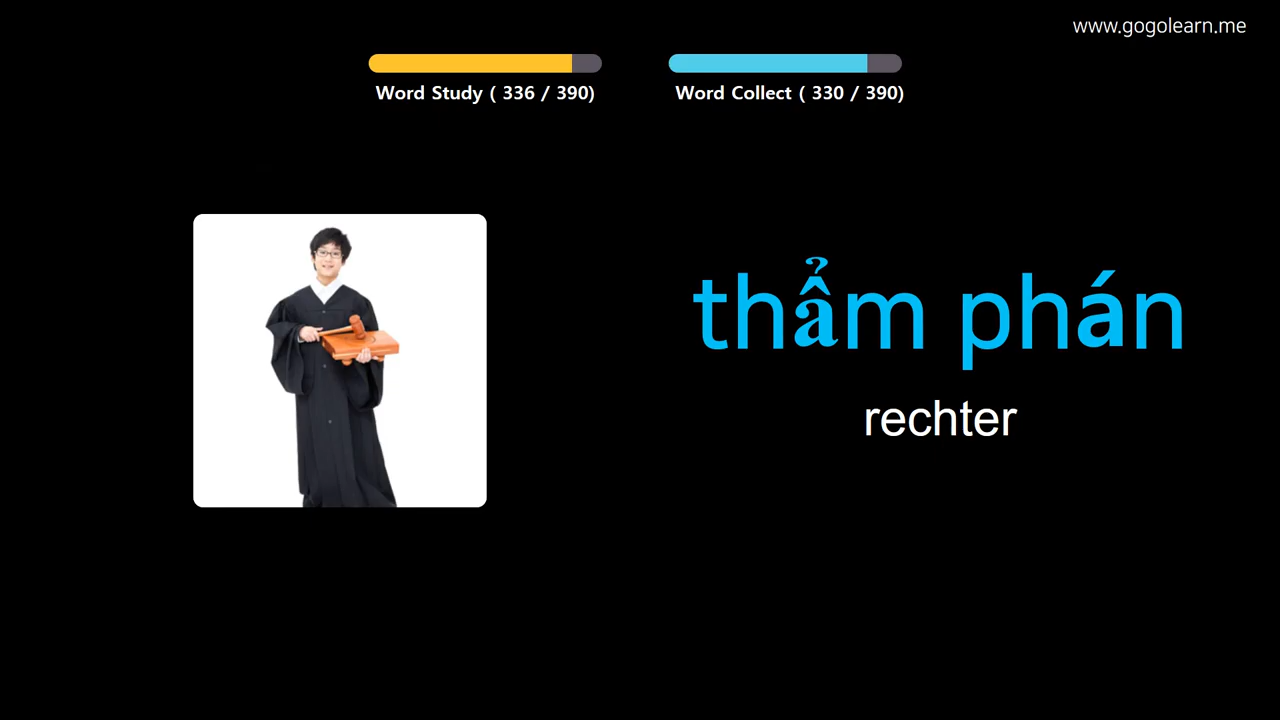 www.gogolearn.me
Word Study ( 336 / 390)
Word Collect ( 330 / 390)
thẩm phán
rechter